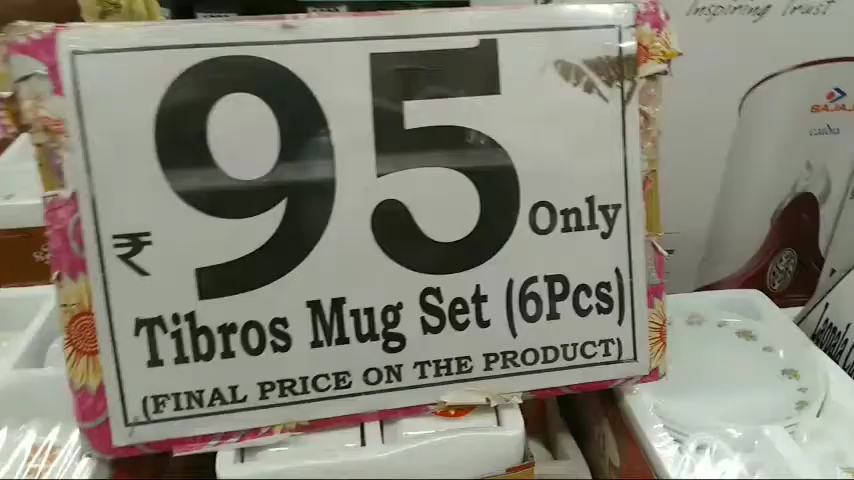 Inspiring Trust
BAJAJ
₹ 95 Only
Tibros Mug Set (6Pcs)
(FINAL PRICE ON THE PRODUCT)